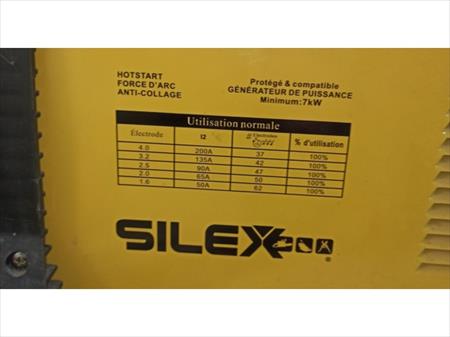 HOTSTART
FORCE D'ARC
ANTI-COLLAGE
Protégé & compatible
GÉNÉRATEUR DE PUISSANCE
Minimum:7kW
Utilisation normale
Électrode I2 # Électrodes % d'utilisation
4.0 200A 37 100%
3.2 135A 42 100%
2.5 90A 47 100%
2.0 65A 50 100%
1.6 50A 62 100%
SILEX
®